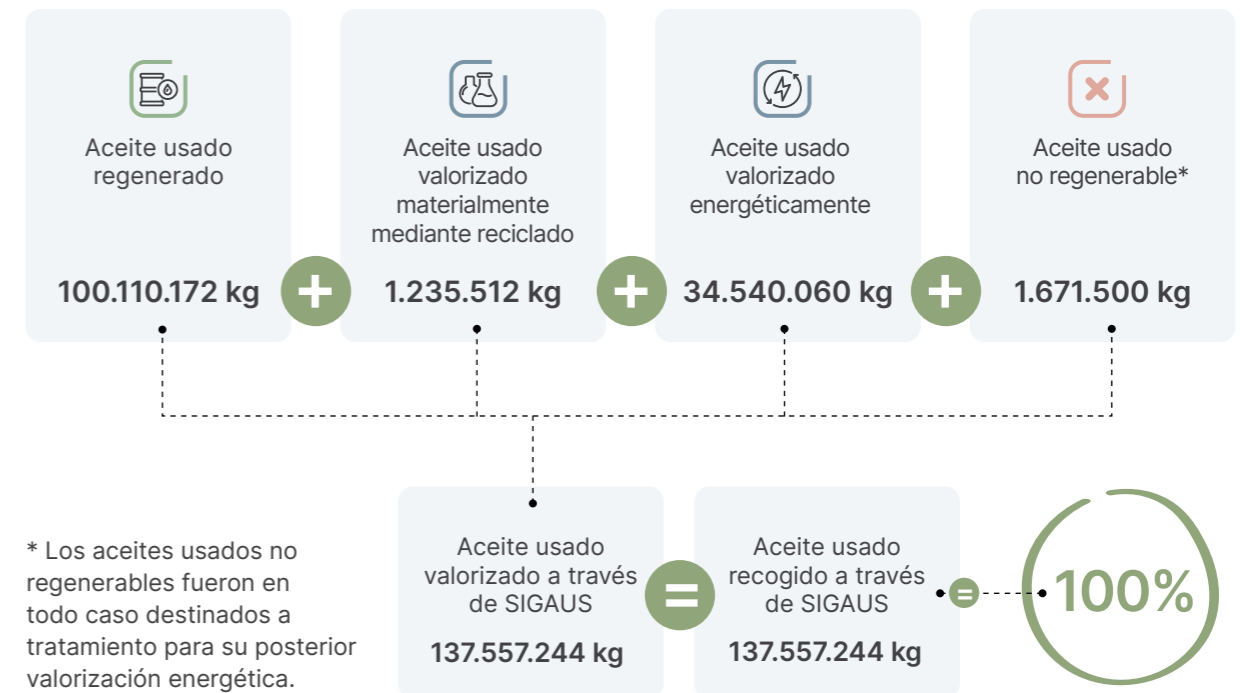 Aceite usado
regenerado
100.110.172 kg
+
Aceite usado
valorizado
materialmente
mediante reciclado
1.235.512 kg
+
Aceite usado
valorizado
energéticamente
34.540.060 kg
+
Aceite usado
no regenerable*
1.671.500 kg
* Los aceites usados no
regenerables fueron en
todo caso destinados a
tratamiento para su posterior
valorización energética.
Aceite usado
valorizado a través
de SIGAUS
137.557.244 kg
=
Aceite usado
recogido a través
de SIGAUS
137.557.244 kg
=
100%